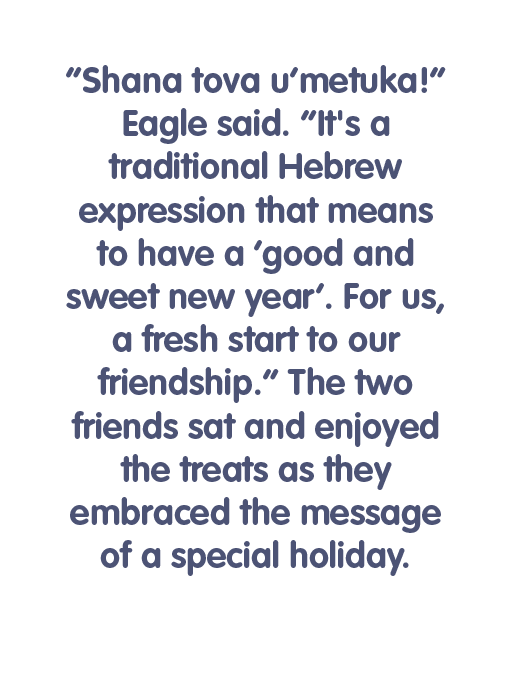 ”Shana tova u’metuka!”
Eagle said. ”It's a
traditional Hebrew
expression that means
to have a ’good and
sweet new year’. For us,
a fresh start to our
friendship.” The two
friends sat and enjoyed
the treats as they
embraced the message
of a special holiday.